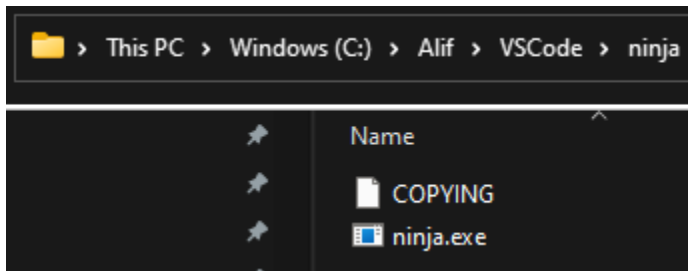 › This PC › Windows (C:) › Alif › VSCode › ninja
Name
COPYING
ninja.exe